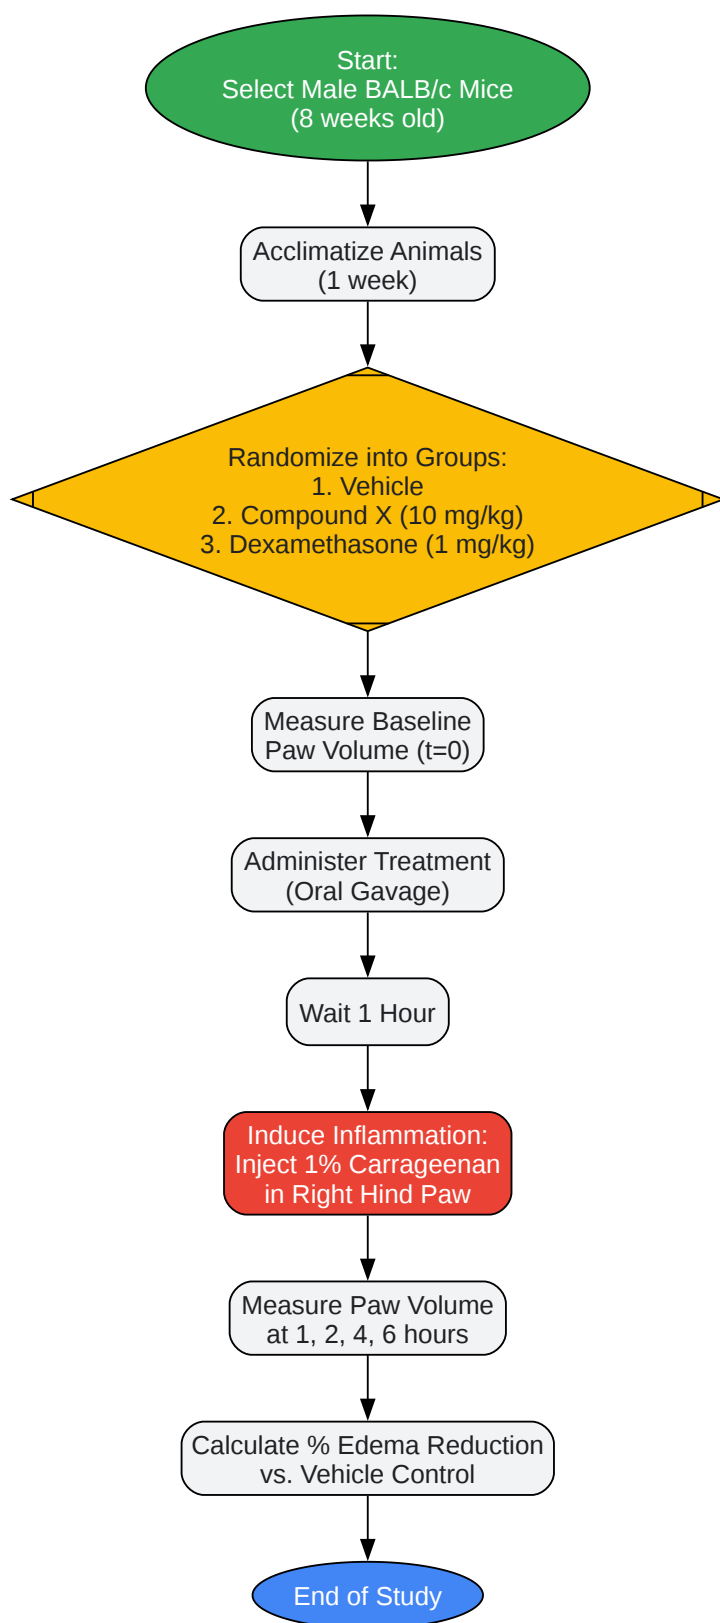 Start:
Select Male BALB/c Mice
(8 weeks old)
Acclimatize Animals
(1 week)
Randomize into Groups:
1. Vehicle
2. Compound X (10 mg/kg)
3. Dexamethasone (1 mg/kg)
Measure Baseline
Paw Volume (t=0)
Administer Treatment
(Oral Gavage)
Wait 1 Hour
Induce Inflammation:
Inject 1% Carrageenan
in Right Hind Paw
Measure Paw Volume
at 1, 2, 4, 6 hours
Calculate % Edema Reduction
vs. Vehicle Control
End of Study